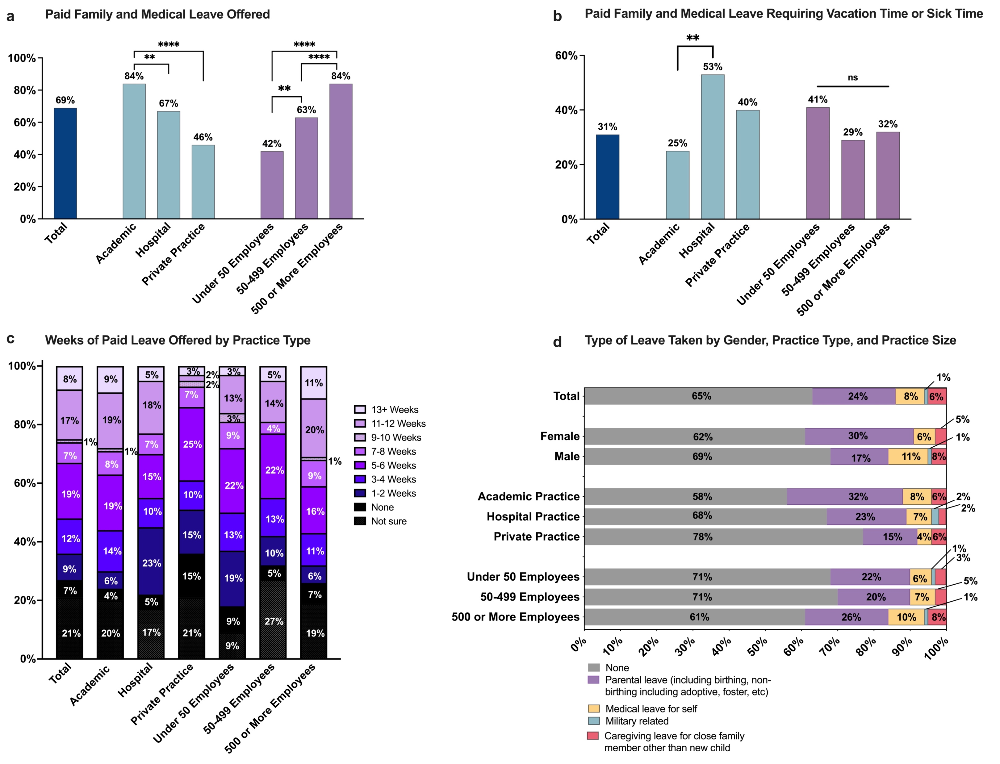 a
Paid Family and Medical Leave Offered
****
**
****
****
**
100%
80%
60%
40%
20%
0%
69%
84%
67%
46%
42%
63%
84%
Total
Academic
Hospital
Private Practice
Under 50 Employees
50-499 Employees
500 or More Employees
b
Paid Family and Medical Leave Requiring Vacation Time or Sick Time
**
ns
60%
40%
20%
0%
31%
25%
53%
40%
41%
29%
32%
Total
Academic
Hospital
Private Practice
Under 50 Employees
50-499 Employees
500 or More Employees
c
Weeks of Paid Leave Offered by Practice Type
100%
80%
60%
40%
20%
0%
8%
17%
1%
7%
19%
12%
9%
7%
21%
9%
19%
1%
8%
19%
14%
6%
4%
20%
5%
18%
7%
15%
10%
23%
5%
17%
3%
2%
2%
7%
25%
10%
15%
15%
21%
3%
13%
3%
9%
22%
13%
19%
9%
9%
5%
14%
4%
22%
13%
10%
5%
27%
11%
20%
1%
9%
16%
11%
6%
7%
19%
Total
Academic
Hospital
Private Practice
Under 50 Employees
50-499 Employees
500 or More Employees
13+ Weeks
11-12 Weeks
9-10 Weeks
7-8 Weeks
5-6 Weeks
3-4 Weeks
1-2 Weeks
None
Not sure
d
Type of Leave Taken by Gender, Practice Type, and Practice Size
1%
Total 65% 24% 8% 6%
5%
Female 62% 30% 6%
1%
Male 69% 17% 11% 8%
Academic Practice 58% 32% 8% 6%
2%
2%
Hospital Practice 68% 23% 7%
Private Practice 78% 15% 4% 6%
1%
3%
Under 50 Employees 71% 22% 6%
5%
50-499 Employees 71% 20% 7%
1%
500 or More Employees 61% 26% 10% 8%
0% 10% 20% 30% 40% 50% 60% 70% 80% 90% 100%
None
Parental leave (including birthing, non-
birthing including adoptive, foster, etc)
Medical leave for self
Military related
Caregiving leave for close family
member other than new child